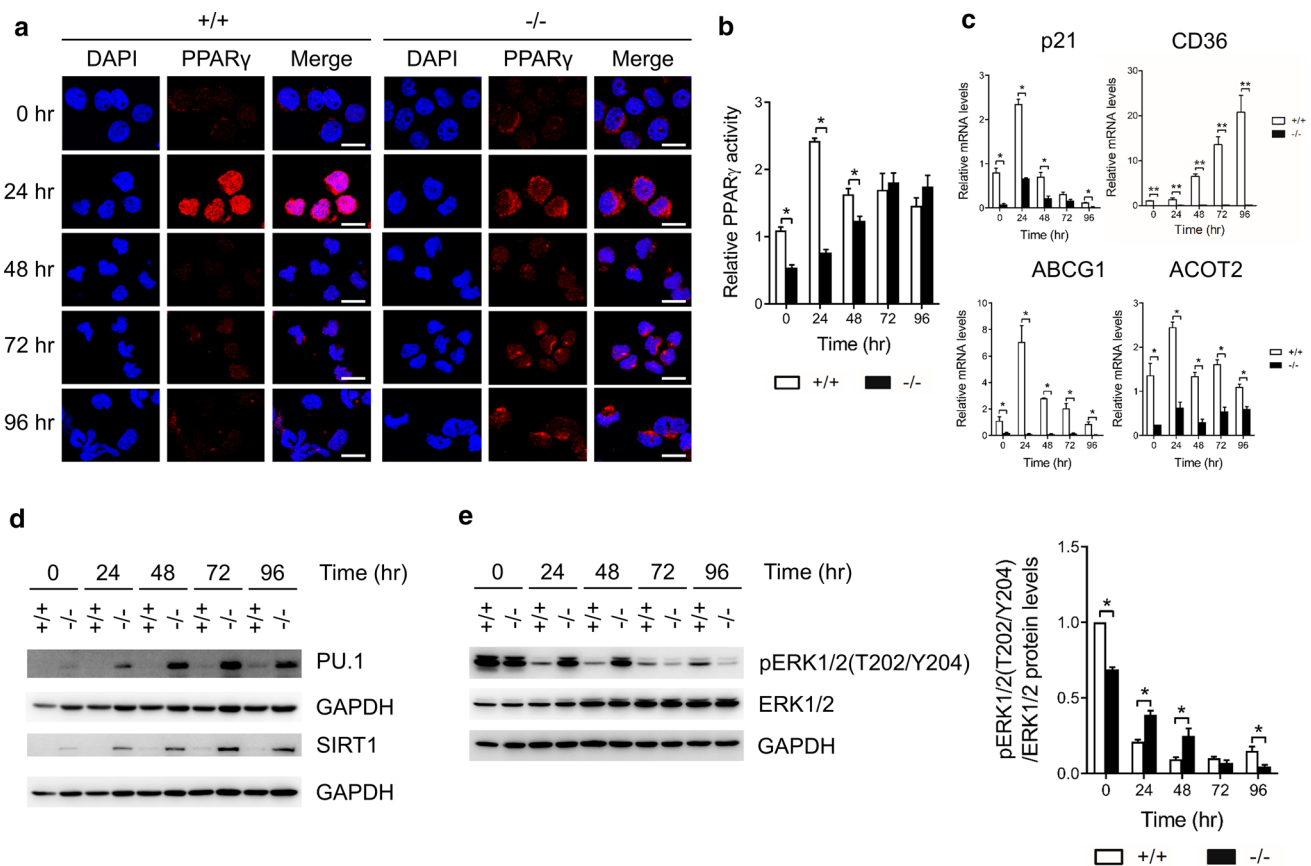 a
+/+ -/-
DAPI PPARγ Merge DAPI PPARγ Merge
0 hr
24 hr
48 hr
72 hr
96 hr
b
Relative PPARγ activity
3
2
1
0
* * *
0 24 48 72 96
Time (hr)
+/+ -/-
c
p21
Relative mRNA levels
3
2
1
0
* * * *
0 24 48 72 96
Time (hr)
CD36
Relative mRNA levels
30
20
10
0
** ** ** ** **
0 24 48 72 96
Time (hr)
+/+
-/-
ABCG1
Relative mRNA levels
10
8
6
4
2
0
* * * * *
0 24 48 72 96
Time (hr)
ACOT2
Relative mRNA levels
3
2
1
0
* * * * *
0 24 48 72 96
Time (hr)
+/+
-/-
d
0 24 48 72 96 Time (hr)
+/+ -/- +/+ -/- +/+ -/- +/+ -/- +/+ -/-
PU.1
GAPDH
SIRT1
GAPDH
e
0 24 48 72 96 Time (hr)
+/+ -/- +/+ -/- +/+ -/- +/+ -/- +/+ -/-
pERK1/2(T202/Y204)
ERK1/2
GAPDH
pERK1/2(T202/Y204)
/ERK1/2 protein levels
1.5
1.0
0.5
0.0
* * * *
0 24 48 72 96
Time (hr)
+/+ -/-